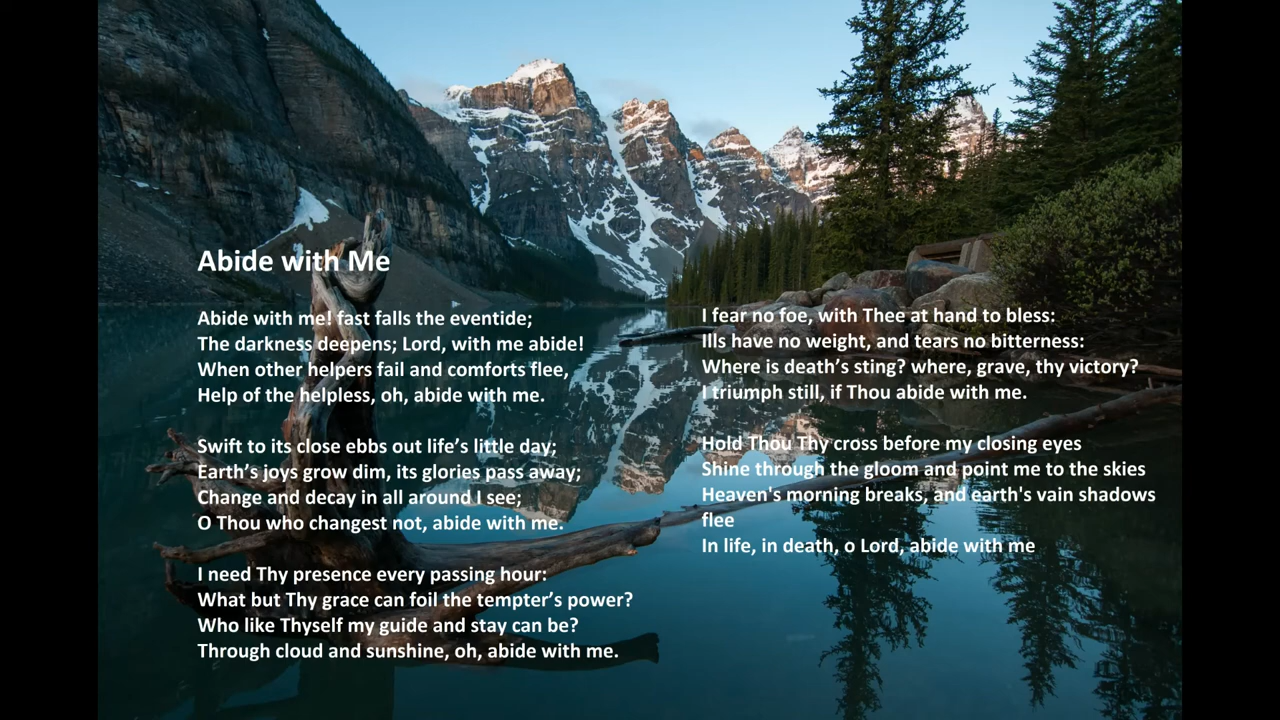 Abide with Me
Abide with me! fast falls the eventide;
The darkness deepens; Lord, with me abide!
When other helpers fail and comforts flee,
Help of the helpless, oh, abide with me.
Swift to its close ebbs out life’s little day;
Earth’s joys grow dim, its glories pass away;
Change and decay in all around I see;
O Thou who changest not, abide with me.
I need Thy presence every passing hour:
What but Thy grace can foil the tempter’s power?
Who like Thyself my guide and stay can be?
Through cloud and sunshine, oh, abide with me.
I fear no foe, with Thee at hand to bless:
Ills have no weight, and tears no bitterness:
Where is death’s sting? where, grave, thy victory?
I triumph still, if Thou abide with me.
Hold Thou Thy cross before my closing eyes
Shine through the gloom and point me to the skies
Heaven's morning breaks, and earth's vain shadows
flee
In life, in death, o Lord, abide with me